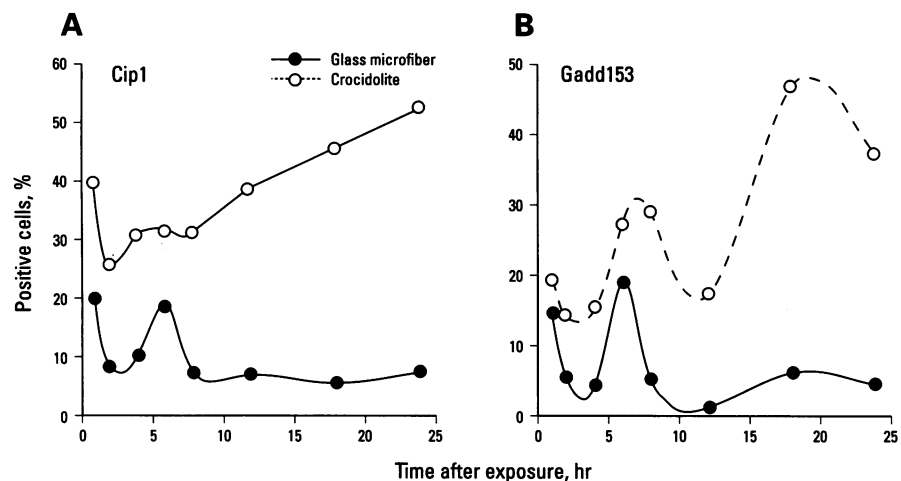 A
B
Cip1
Glass microfiber
Crocidolite
Gadd153
Positive cells, %
60
50
40
30
20
10
0
0 5 10 15 20 25
50
40
30
20
10
0
0 5 10 15 20 25
Time after exposure, hr